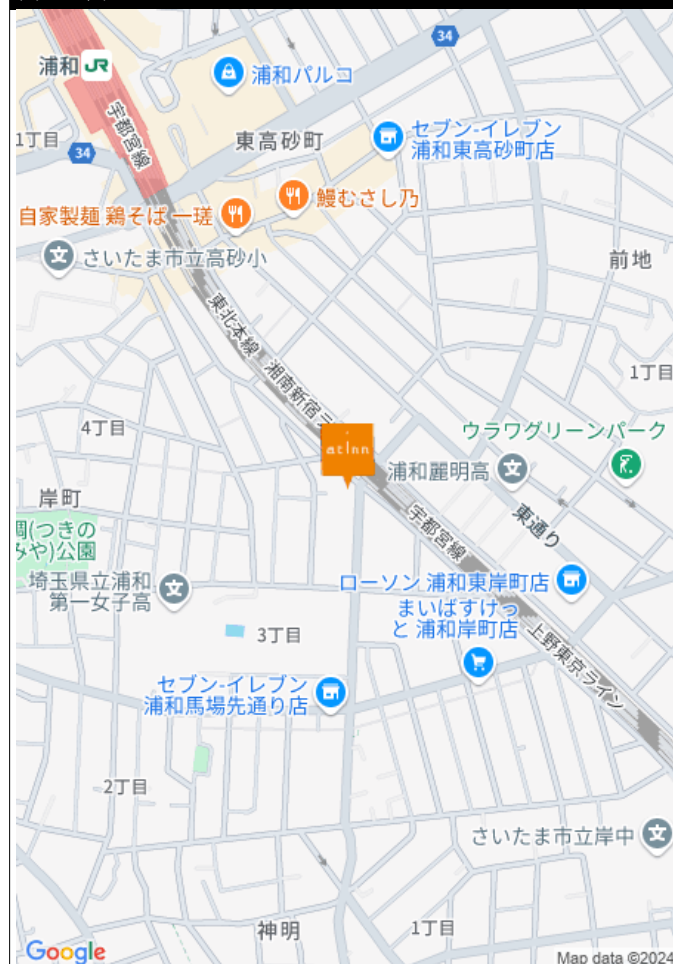 34
浦和 JR
浦和パルコ
宇都宮線
1丁目
34
東高砂町
セブン-イレブン
浦和東高砂町店
鰻むさし乃
自家製麺 鶏そば 一瑳
さいたま市立高砂小
前地
東北本線
湘南新宿ラ
1丁目
4丁目
ウラワグリーンパーク
at inn
浦和麗明高
岸町
東通り
調(つきの
みや)公園
宇都宮線
埼玉県立浦和
第一女子高
ローソン 浦和東岸町店
まいばすけっ
と 浦和岸町店
3丁目
上野東京ライン
セブン-イレブン
浦和馬場先通り店
2丁目
さいたま市立岸中
神明
1丁目
Google
Map data ©2024